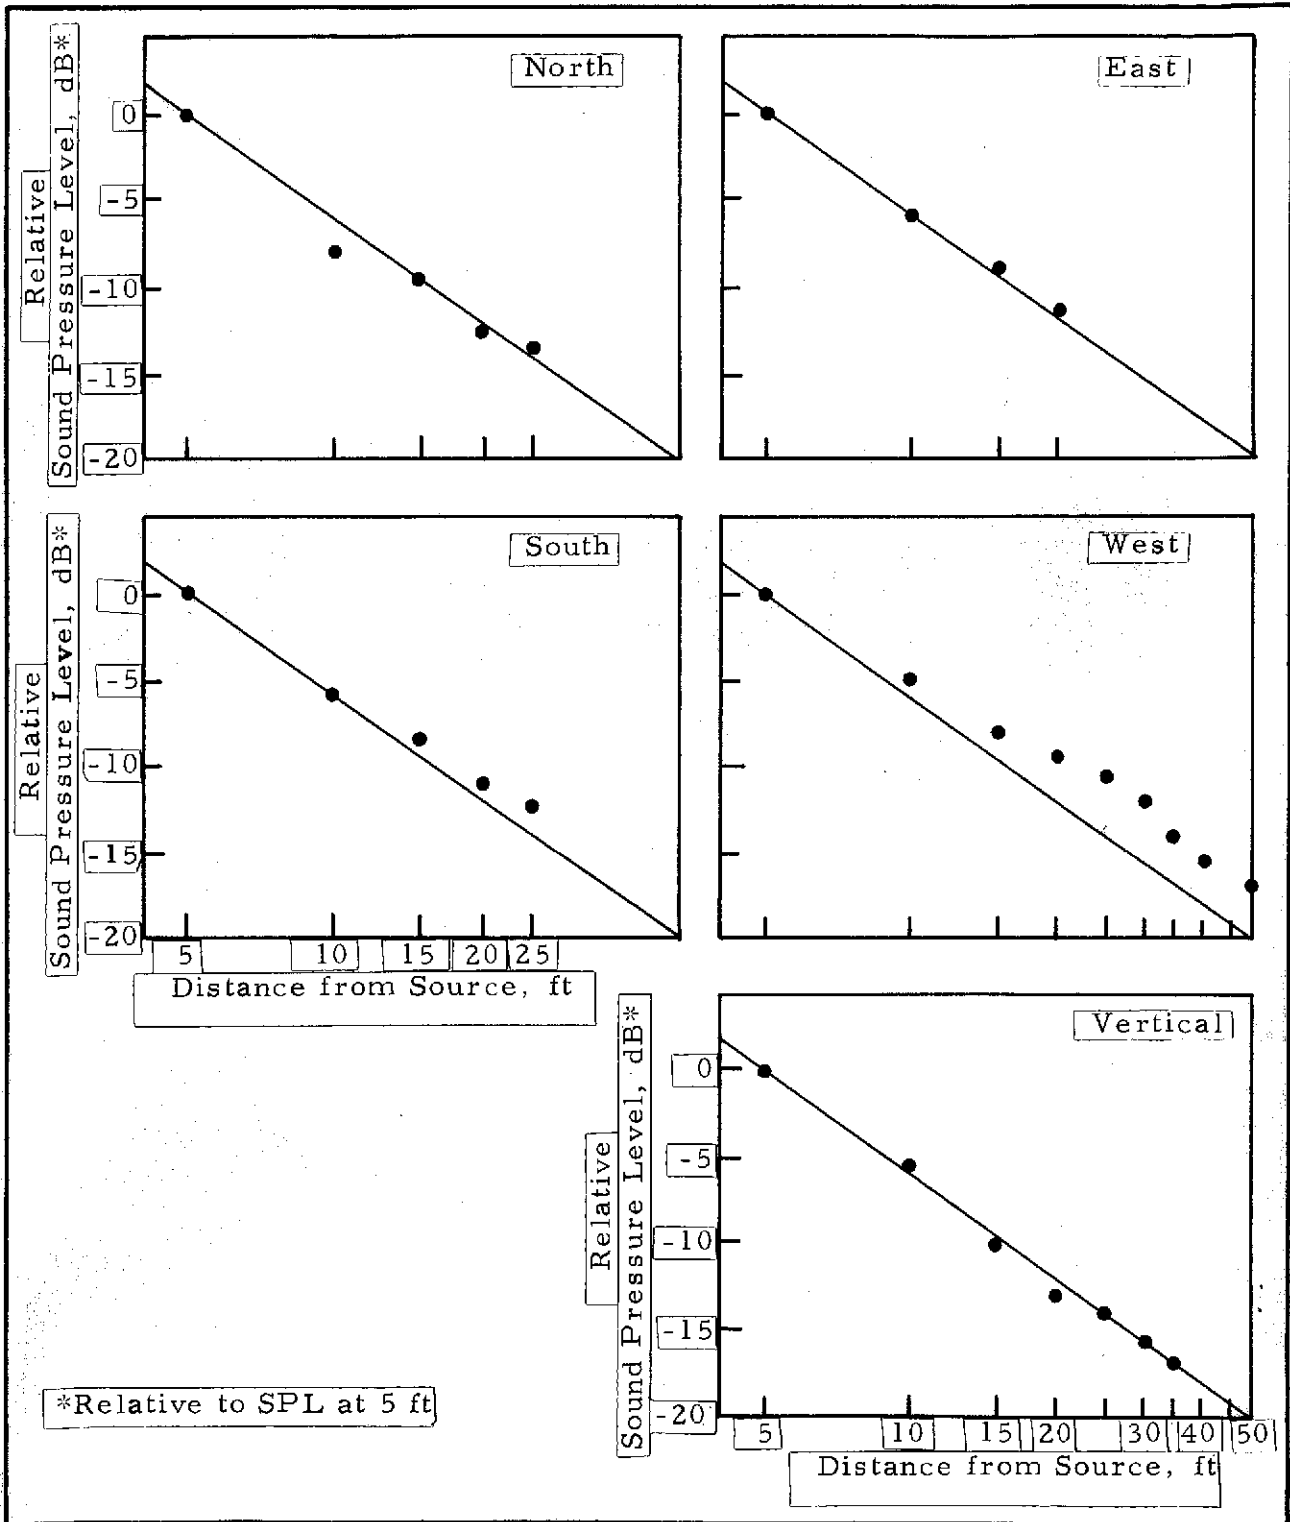 North
Relative
Sound Pressure Level, dB*
0
-5
-10
-15
-20
East
South
Relative
Sound Pressure Level, dB*
0
-5
-10
-15
-20
5 10 15 20 25
Distance from Source, ft
West
Vertical
Relative
Sound Pressure Level, dB*
0
-5
-10
-15
-20
5 10 15 20 30 40 50
Distance from Source, ft
*Relative to SPL at 5 ft